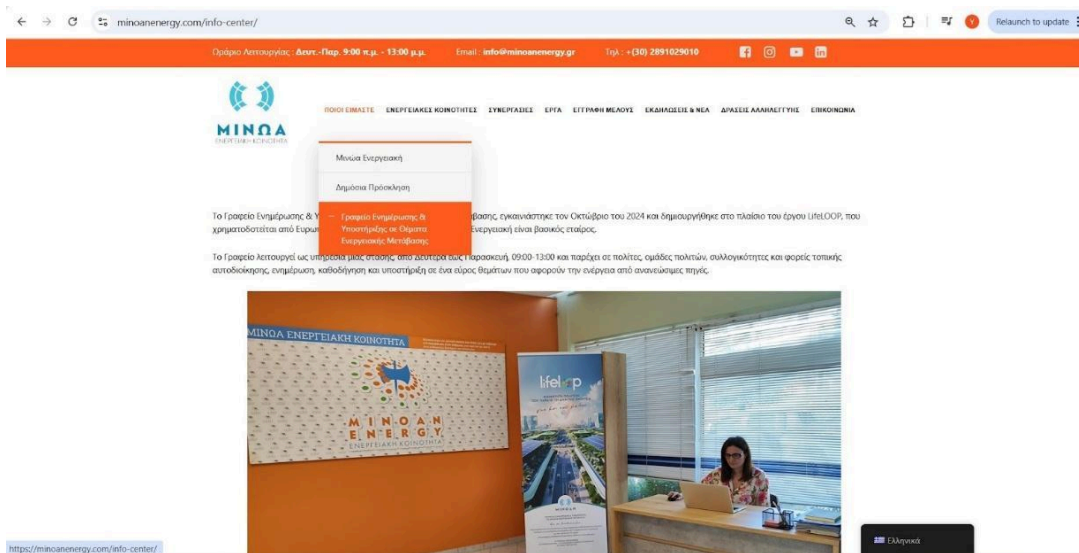 minoanenergy.com/info-center/
Relaunch to update
Ωράριο Λειτουργίας : Δευτ.-Παρ. 9:00 π.μ. - 13:00 μ.μ. Email : info@minoanenergy.gr Τηλ : +(30) 2891029010
ΜΙΝΩΑ
ΕΝΕΡΓΕΙΑΚΗ ΚΟΙΝΟΤΗΤΑ
ΠΟΙΟΙ ΕΙΜΑΣΤΕ ΕΝΕΡΓΕΙΑΚΕΣ ΚΟΙΝΟΤΗΤΕΣ ΣΥΝΕΡΓΑΣΙΕΣ ΕΡΓΑ ΕΓΓΡΑΦΗ ΜΕΛΟΥΣ ΕΚΔΗΛΩΣΕΙΣ & ΝΕΑ ΔΡΑΣΕΙΣ ΑΛΛΗΛΕΓΓΥΗΣ ΕΠΙΚΟΙΝΩΝΙΑ
Μινώα Ενεργειακή
Δημόσια Πρόσκληση
Γραφείο Ενημέρωσης &
Υποστήριξης σε Θέματα
Ενεργειακής Μετάβασης
Το Γραφείο Ενημέρωσης & Υ βασης, εγκαινιάστηκε τον Οκτώβριο του 2024 και δημιουργήθηκε στο πλαίσιο του έργου LifeLOOP, που
χρηματοδοτείται από Ευρω Ενεργειακή είναι βασικός εταίρος.
Το Γραφείο λειτουργεί ως υπηρεσία μιας στάσης, από Δευτέρα έως Παρασκευή, 09:00-13:00 και παρέχει σε πολίτες, ομάδες πολιτών, συλλογικότητες και φορείς τοπικής
αυτοδιοίκησης, ενημέρωση, καθοδήγηση και υποστήριξη σε ένα εύρος θεμάτων που αφορούν την ενέργεια από ανανεώσιμες πηγές.
ΜΙΝΩΑ ΕΝΕΡΓΕΙΑΚΗ ΚΟΙΝΟΤΗΤΑ
MINOAN
ENERGY
ΕΝΕΡΓΕΙΑΚΗ ΚΟΙΝΟΤΗΤΑ
lifeloop
ΜΙΝΩΑ
Ελληνικά
https://minoanenergy.com/info-center/